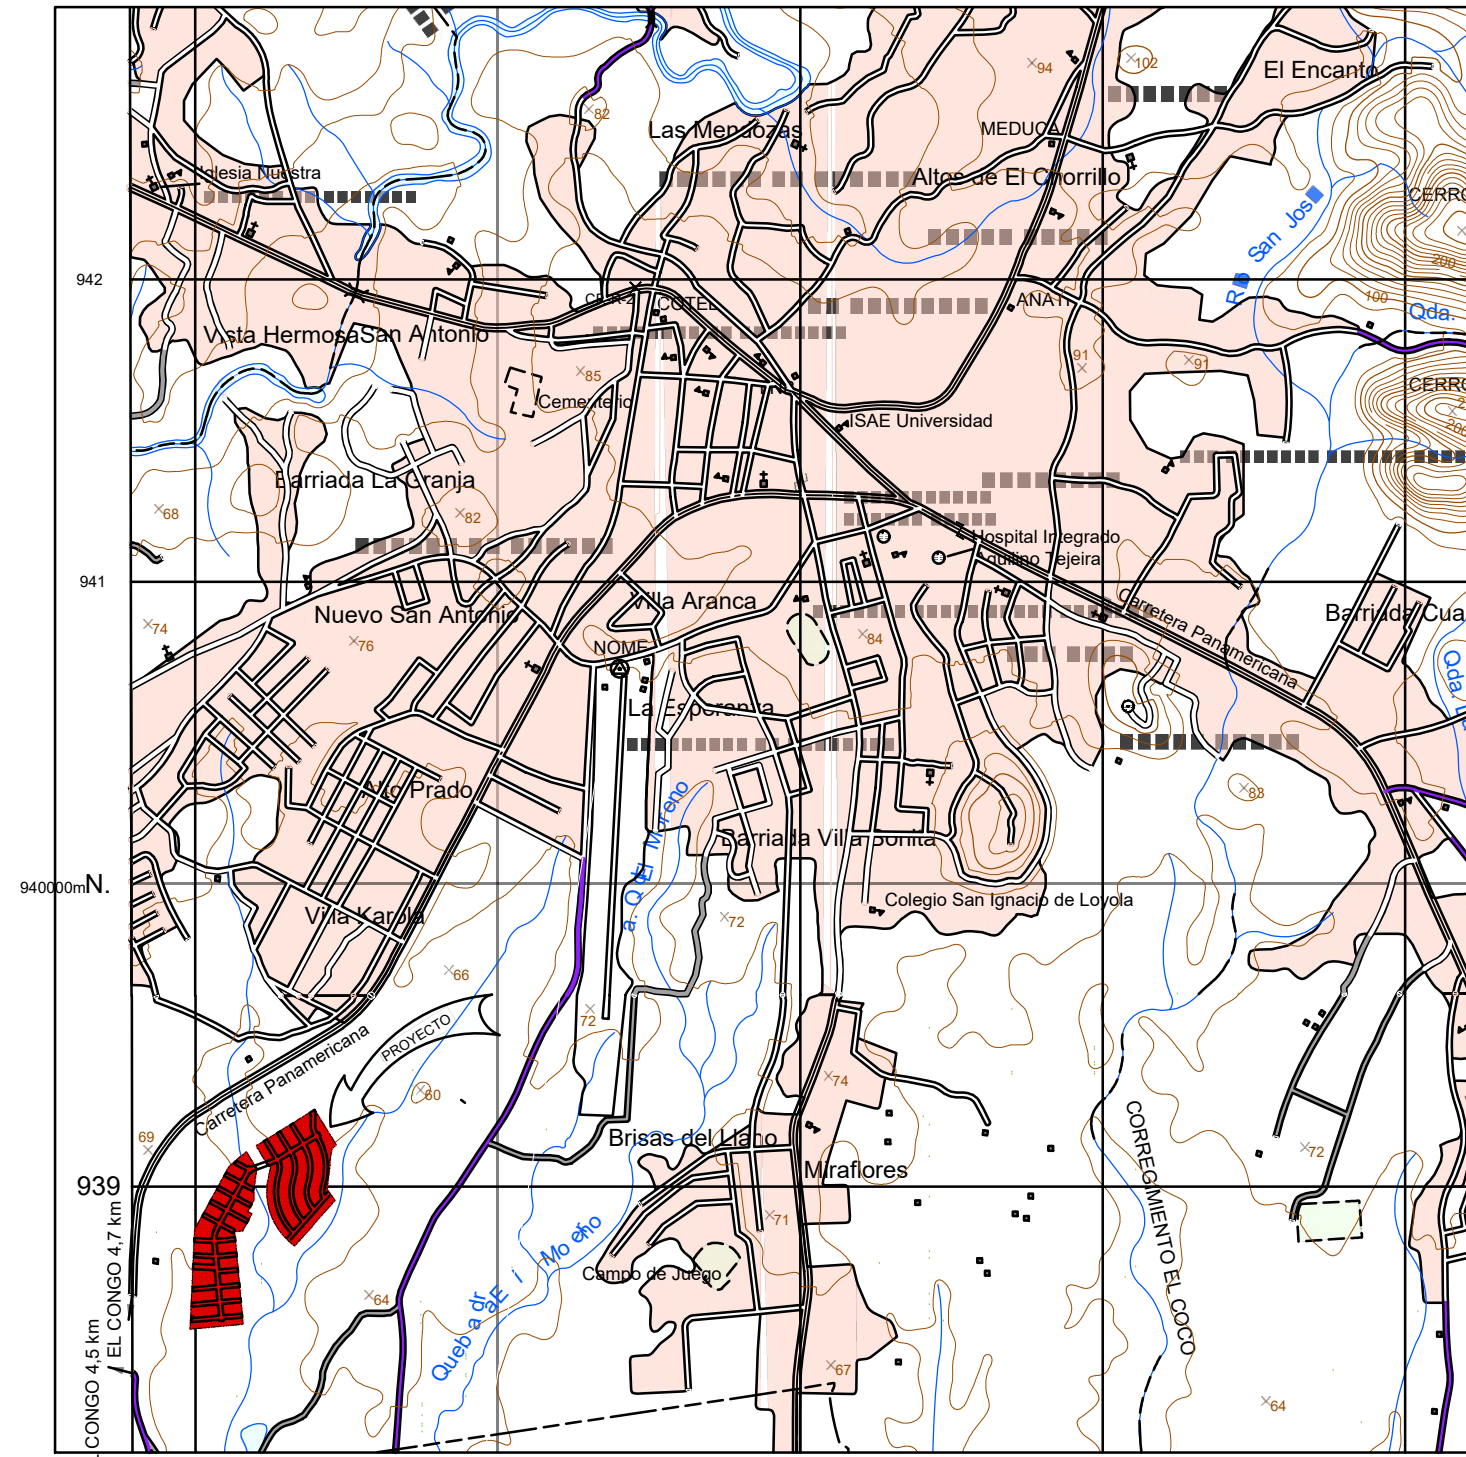 El Encanto
94
102
82
Las Mendozas
MEDUCA
Iglesia Nuestra
Altos de El Chorrillo
CERRO
Río San Jos
200
942
100
ANATI
COTEL
Qda.
Vista Hermosa
San Antonio
91
91
85
CERRO
Cementerio
ISAE Universidad
200
Barriada La Granja
68
82
Hospital Integrado
Aquilino Tejeira
941
Nuevo San Antonio
Villa Aranca
Carretera Panamericana
Barriada Cua
74
76
84
NOME
La Esperanza
Qda.
Alto Prado
83
Barriada Villa Bonita
940000mN.
Villa Karola
72
Colegio San Ignacio de Loyola
66
72
PROYECTO
Carretera Panamericana
60
74
69
Brisas del Llano
Miraflores
72
CORREGIMIENTO EL COCO
939
71
EL CONGO 4,7 km
Campo de Juego
64
67
64
CONGO 4,5 km